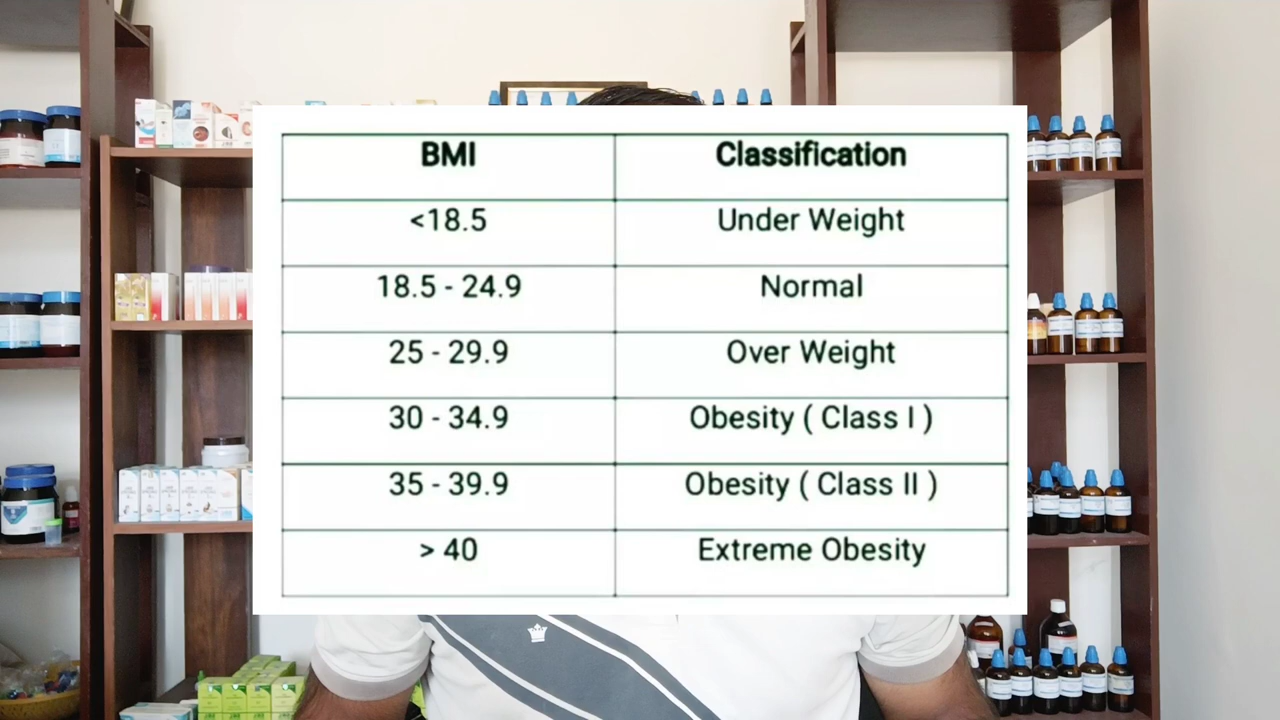 BMI Classification
<18.5 Under Weight
18.5 - 24.9 Normal
25 - 29.9 Over Weight
30 - 34.9 Obesity ( Class I )
35 - 39.9 Obesity ( Class II )
> 40 Extreme Obesity